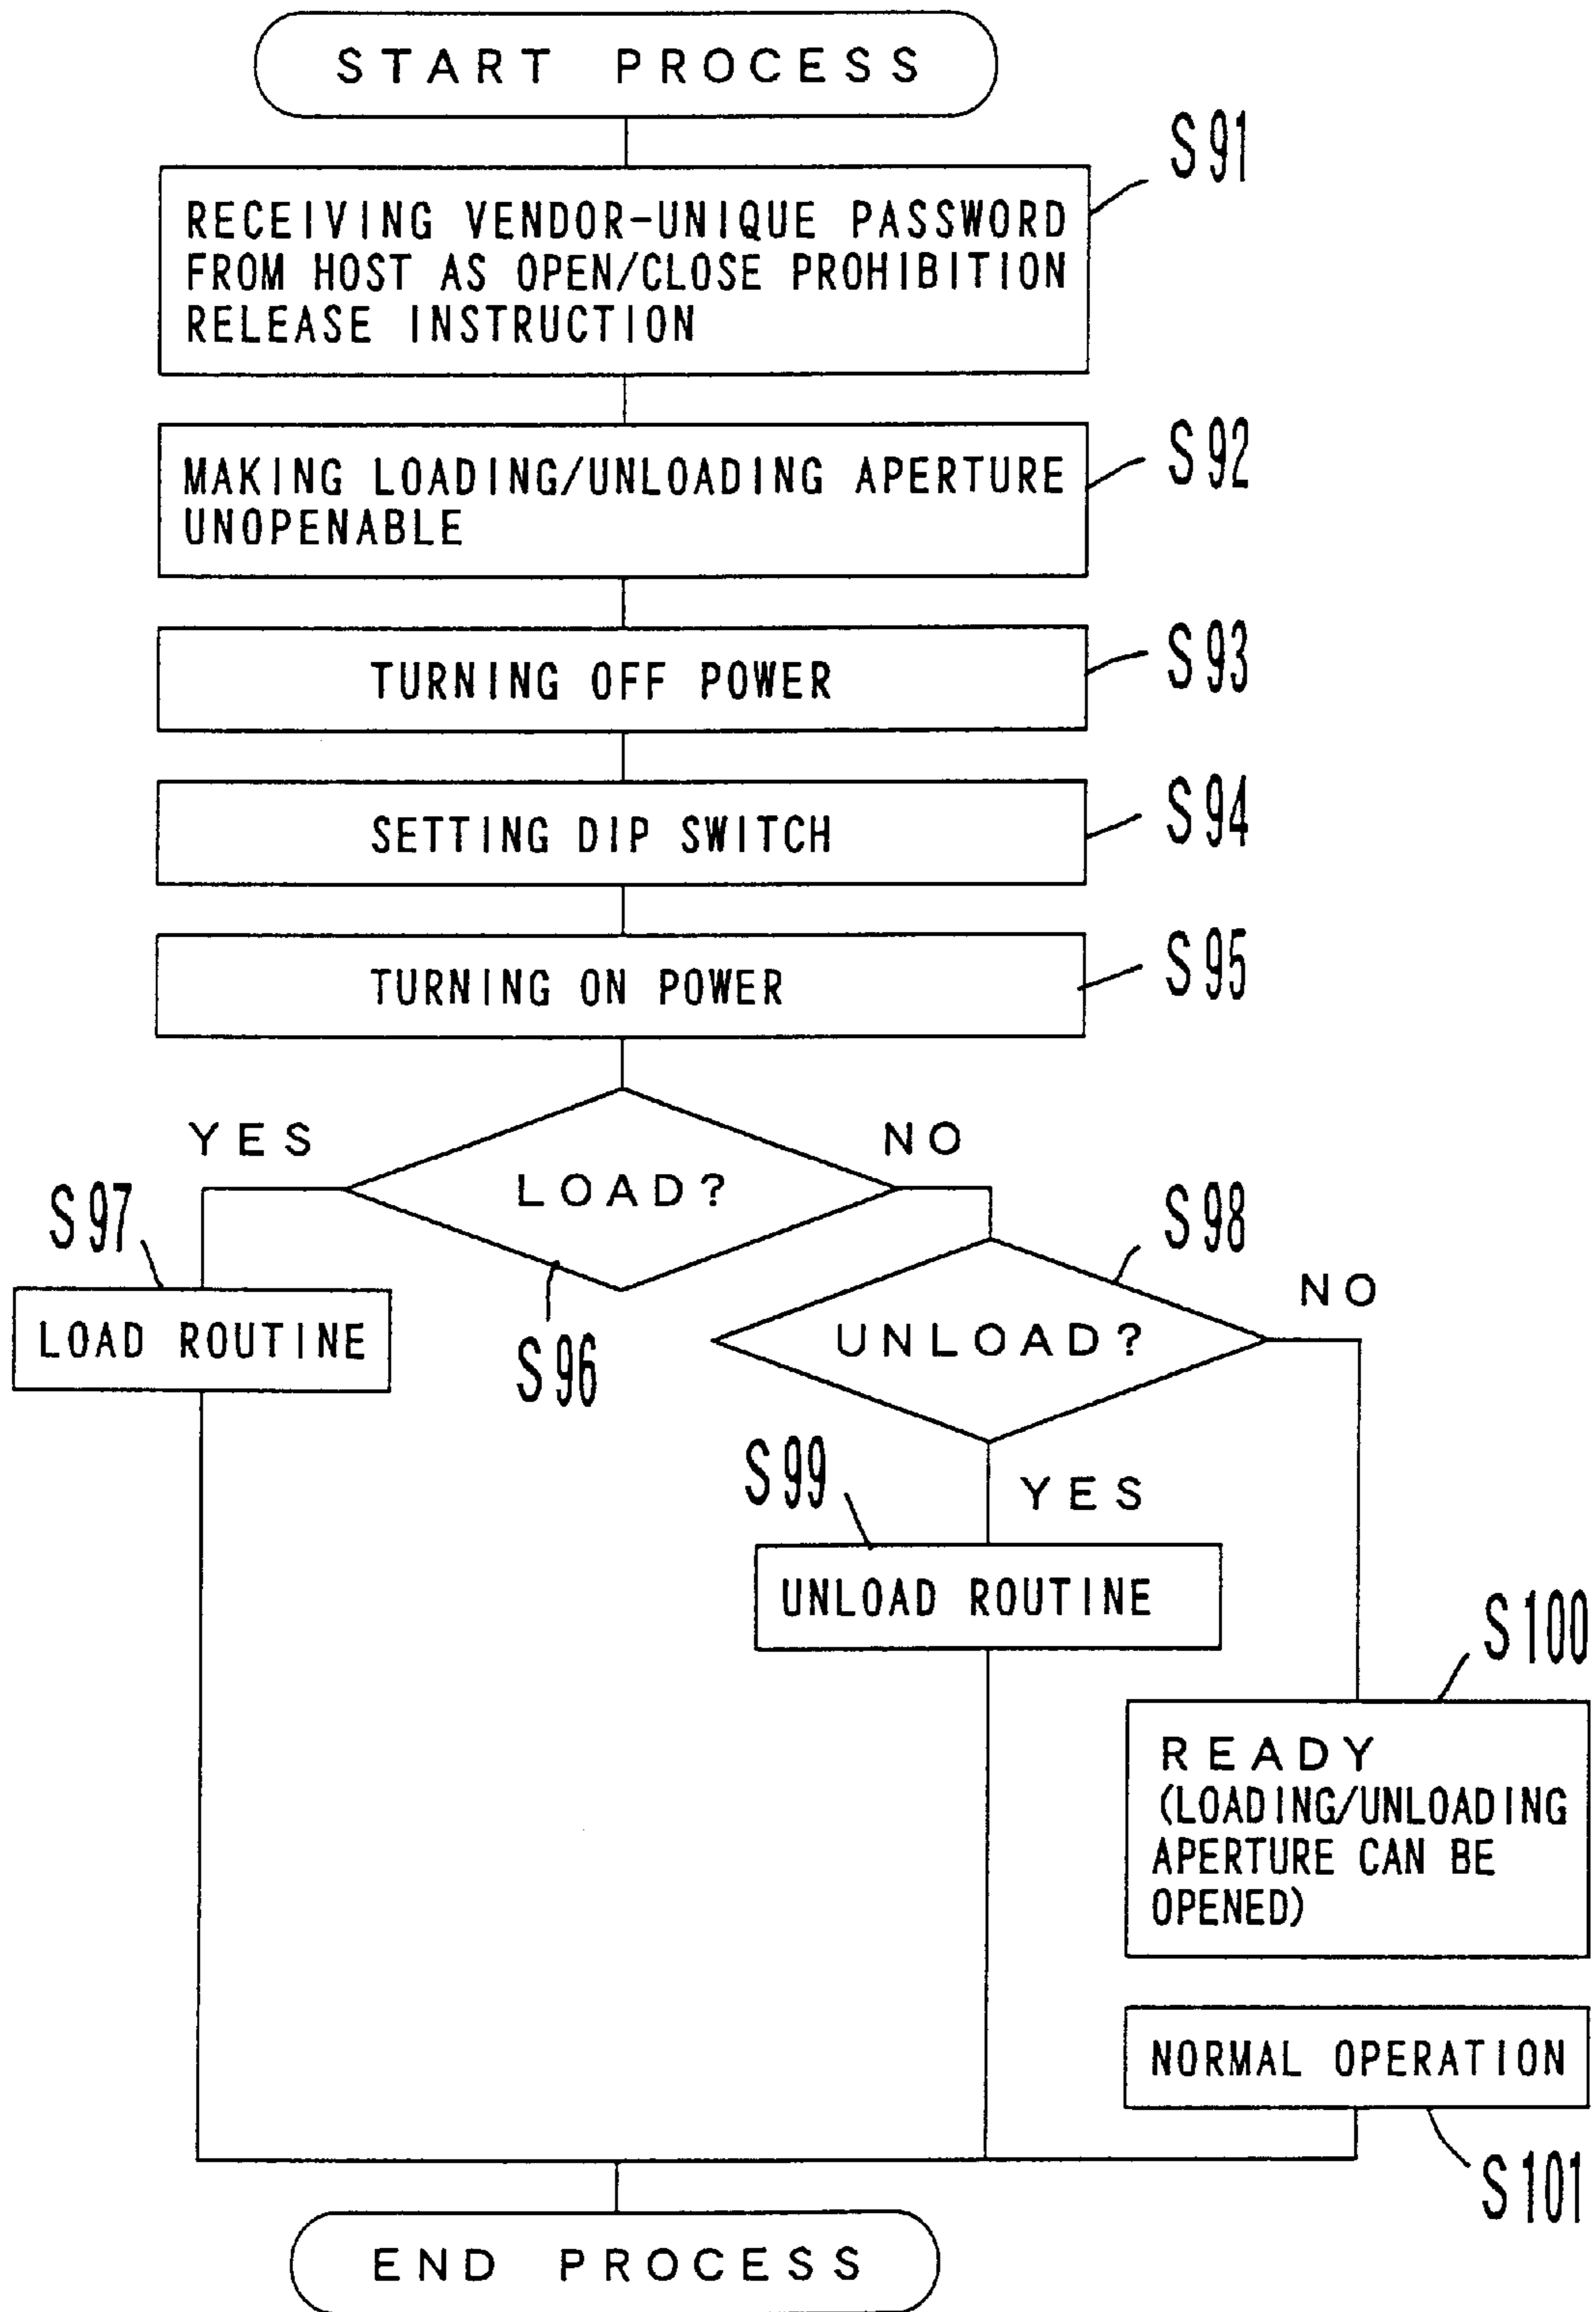 START PROCESS
S91
RECEIVING VENDOR-UNIQUE PASSWORD
FROM HOST AS OPEN/CLOSE PROHIBITION
RELEASE INSTRUCTION
S92
MAKING LOADING/UNLOADING APERTURE
UNOPENABLE
S93
TURNING OFF POWER
S94
SETTING DIP SWITCH
S95
TURNING ON POWER
YES
NO
LOAD?
S96
S97
LOAD ROUTINE
S98
NO
UNLOAD?
YES
S99
UNLOAD ROUTINE
S100
READY
(LOADING/UNLOADING
APERTURE CAN BE
OPENED)
NORMAL OPERATION
S101
END PROCESS